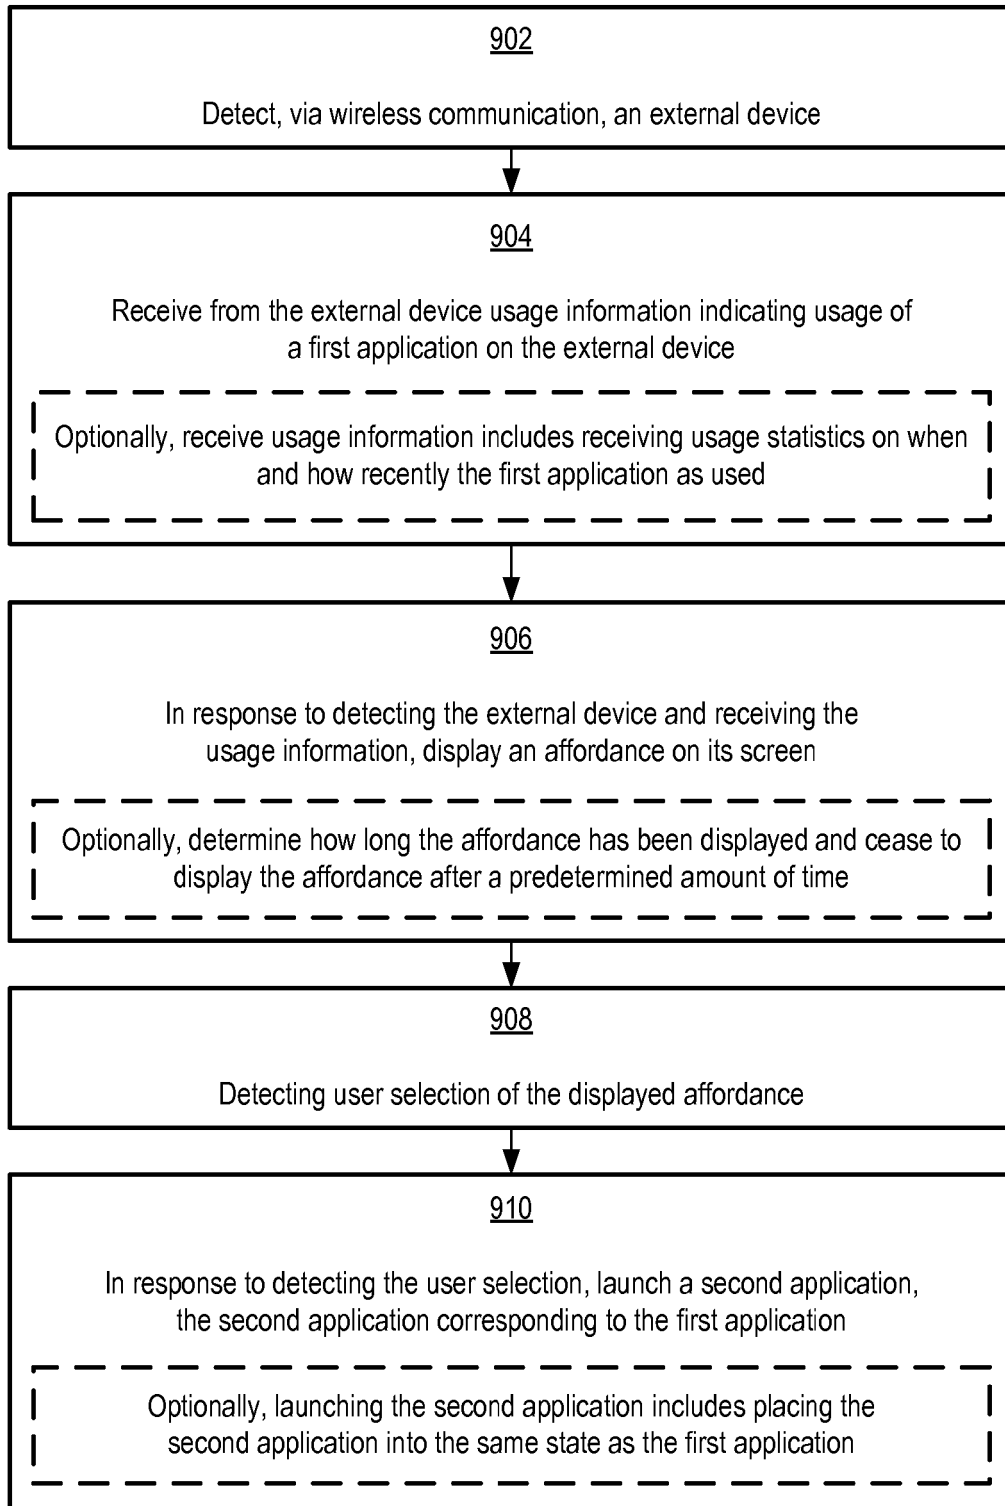 902
Detect, via wireless communication, an external device
904
Receive from the external device usage information indicating usage of
a first application on the external device
Optionally, receive usage information includes receiving usage statistics on when
and how recently the first application as used
906
In response to detecting the external device and receiving the
usage information, display an affordance on its screen
Optionally, determine how long the affordance has been displayed and cease to
display the affordance after a predetermined amount of time
908
Detecting user selection of the displayed affordance
910
In response to detecting the user selection, launch a second application,
the second application corresponding to the first application
Optionally, launching the second application includes placing the
second application into the same state as the first application